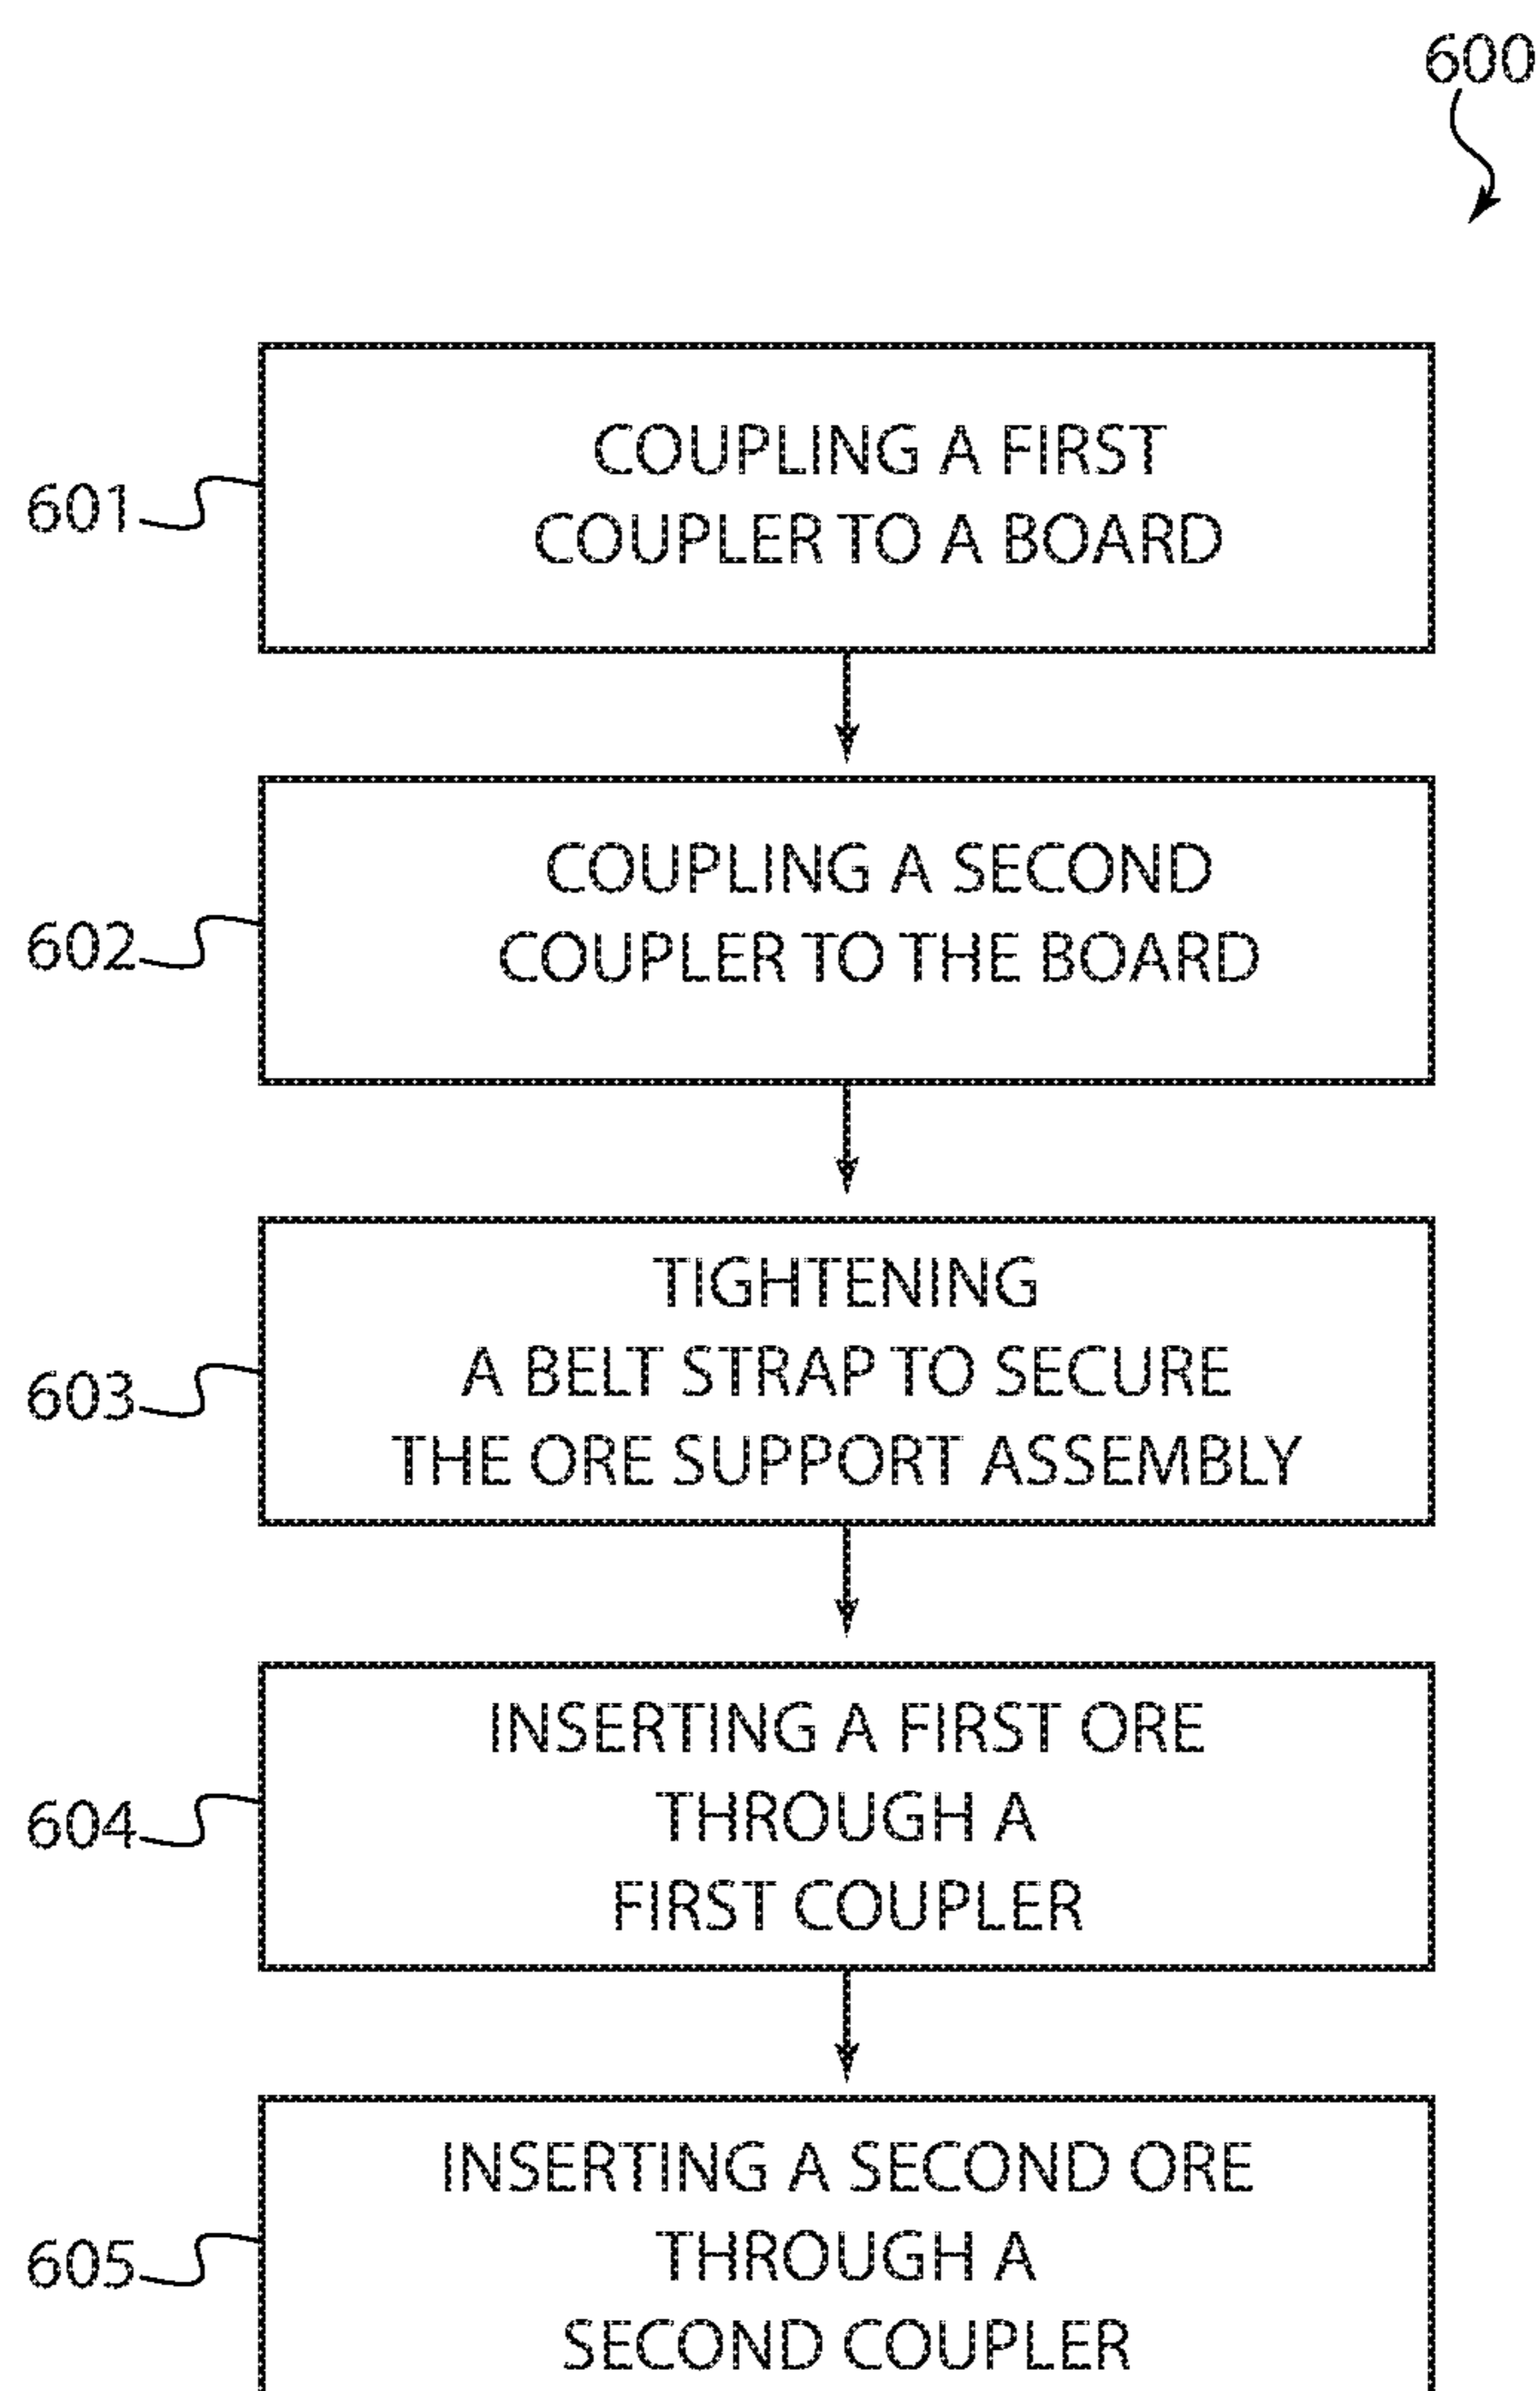 600
COUPLING A FIRST
COUPLER TO A BOARD
601
COUPLING A SECOND
COUPLER TO THE BOARD
602
TIGHTENING
A BELT STRAP TO SECURE
THE ORE SUPPORT ASSEMBLY
603
INSERTING A FIRST ORE
THROUGH A
FIRST COUPLER
604
INSERTING A SECOND ORE
THROUGH A
SECOND COUPLER
605